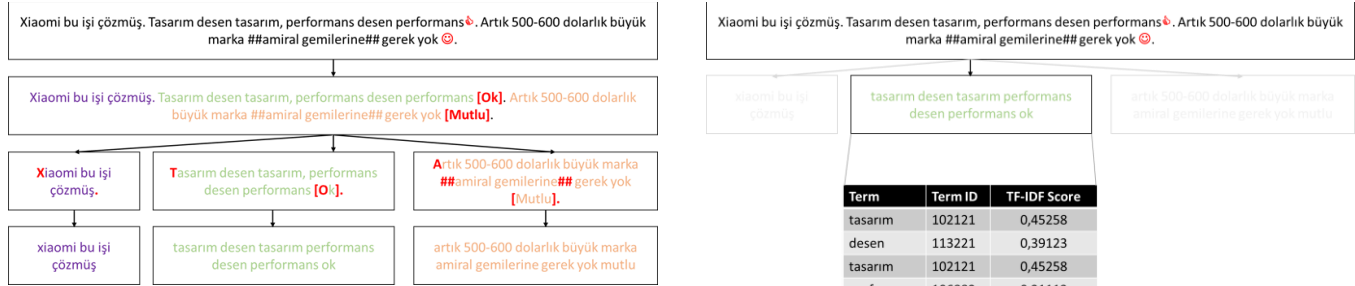 Xiaomi bu işi çözmüş. Tasarım desen tasarım, performans desen performans👍. Artık 500-600 dolarlık büyük
marka ##amiral gemilerine## gerek yok ☺.
Xiaomi bu işi çözmüş. Tasarım desen tasarım, performans desen performans [Ok]. Artık 500-600 dolarlık
büyük marka ##amiral gemilerine## gerek yok [Mutlu].
Xiaomi bu işi
çözmüş.
Tasarım desen tasarım, performans
desen performans [Ok].
Artık 500-600 dolarlık büyük marka
##amiral gemilerine## gerek yok
[Mutlu].
xiaomi bu işi
çözmüş
tasarım desen tasarım performans
desen performans ok
artık 500-600 dolarlık büyük marka
amiral gemilerine gerek yok mutlu
Xiaomi bu işi çözmüş. Tasarım desen tasarım, performans desen performans👍. Artık 500-600 dolarlık büyük
marka ##amiral gemilerine## gerek yok ☺.
xiaomi bu işi
çözmüş
tasarım desen tasarım performans
desen performans ok
artık 500-600 dolarlık büyük marka
amiral gemilerine gerek yok mutlu
Term Term ID TF-IDF Score
tasarım 102121 0,45258
desen 113221 0,39123
tasarım 102121 0,45258